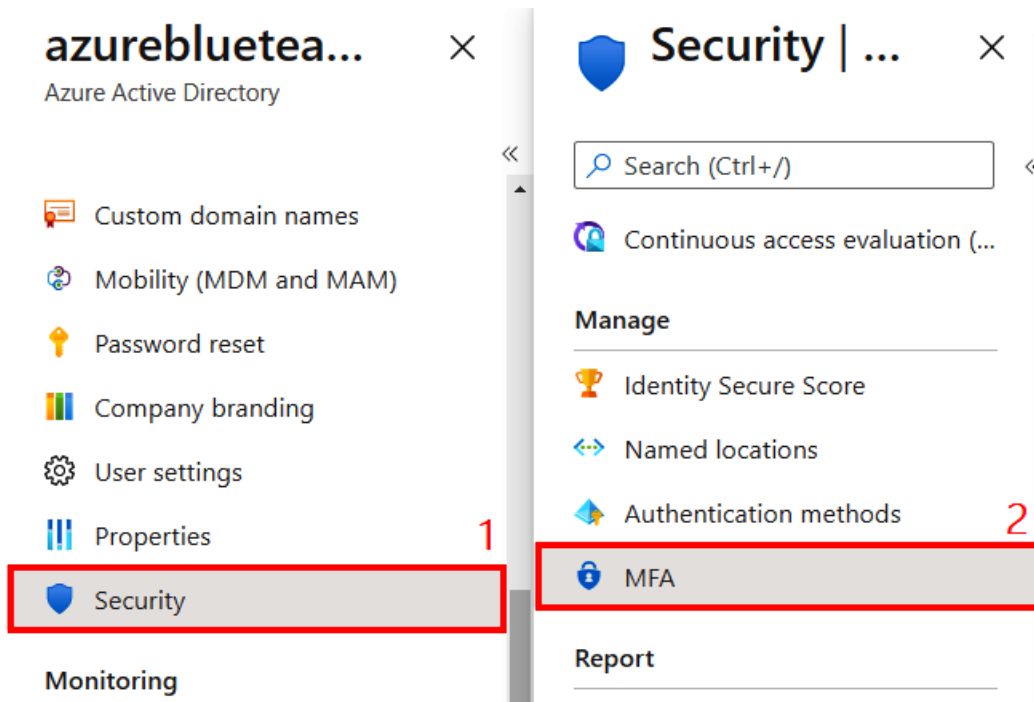 azurebluetea...
Azure Active Directory
Custom domain names
Mobility (MDM and MAM)
Password reset
Company branding
User settings
Properties
1
Security
Monitoring
Security | ...
Search (Ctrl+/)
Continuous access evaluation (...
Manage
Identity Secure Score
Named locations
Authentication methods
2
MFA
Report